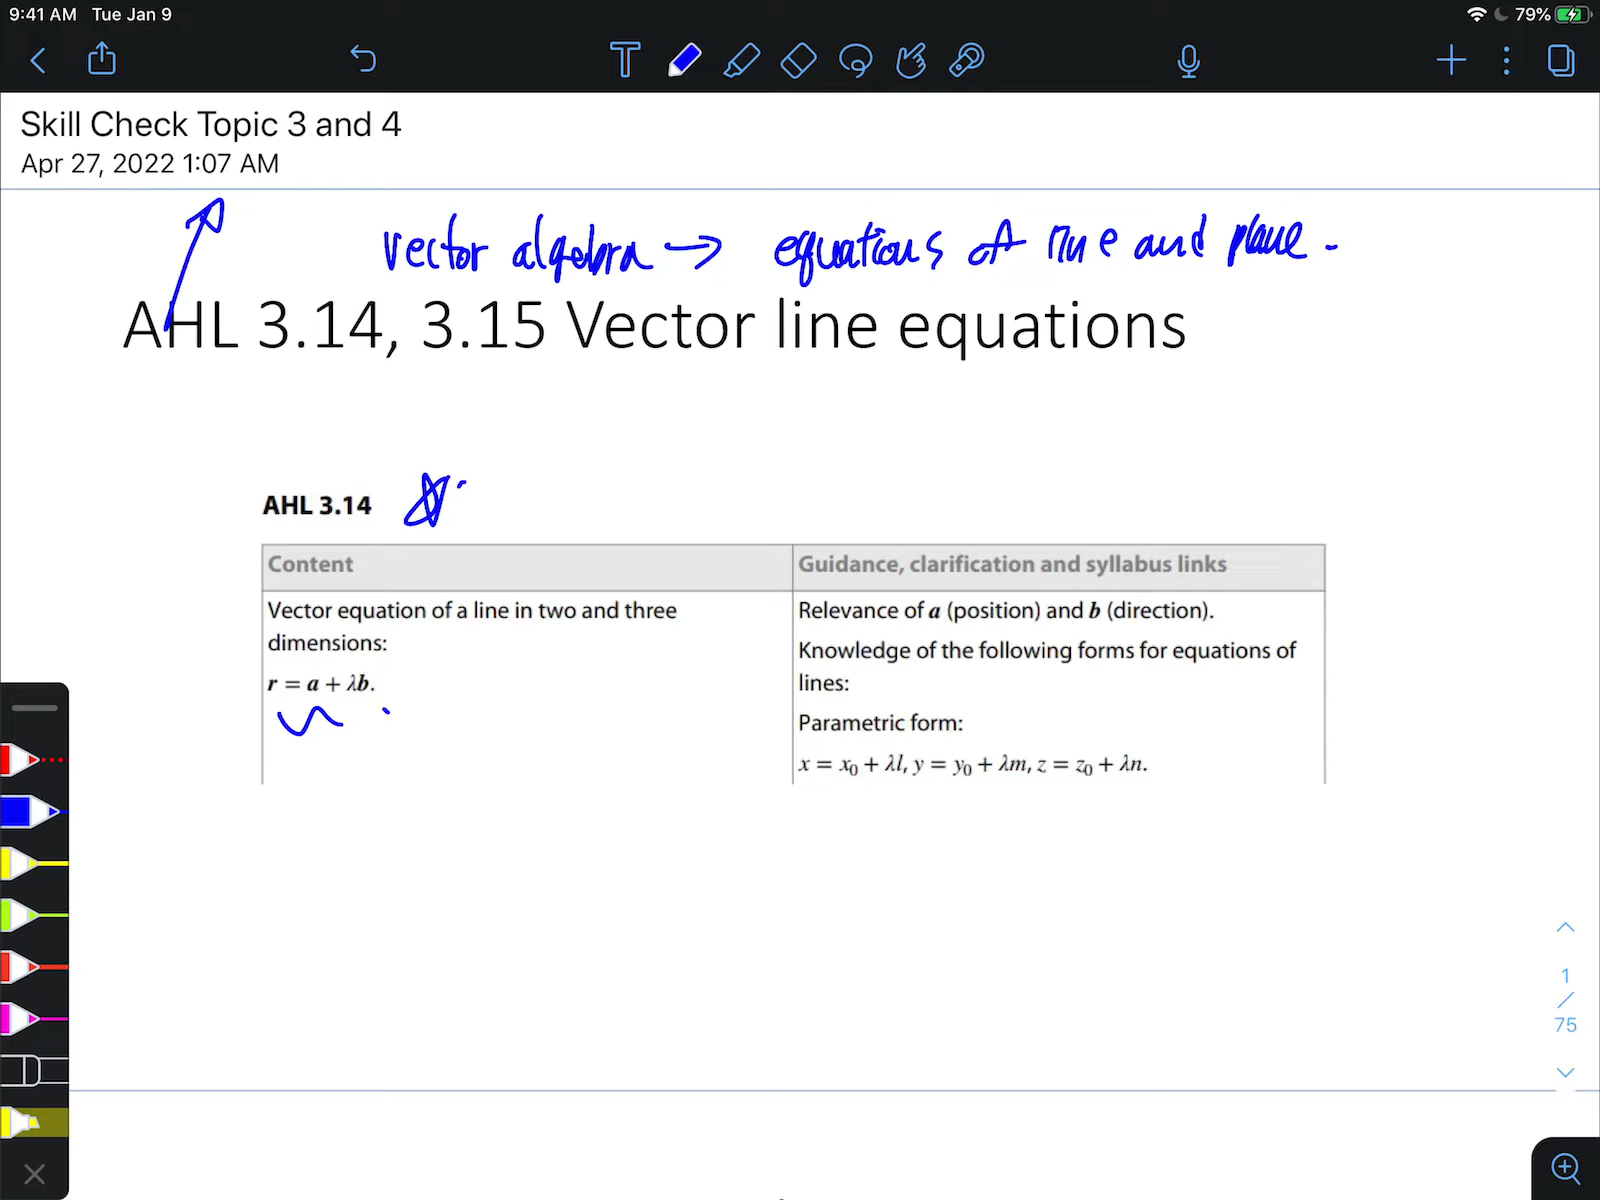 9:41 AM Tue Jan 9
79%
Skill Check Topic 3 and 4
Apr 27, 2022 1:07 AM
vector algebra → equations of line and plane.
AHL 3.14, 3.15 Vector line equations
AHL 3.14
Content
Guidance, clarification and syllabus links
Vector equation of a line in two and three
dimensions:
r = a + λb.
Relevance of a (position) and b (direction).
Knowledge of the following forms for equations of
lines:
Parametric form:
x = x₀ + λl, y = y₀ + λm, z = z₀ + λn.
1
/
75